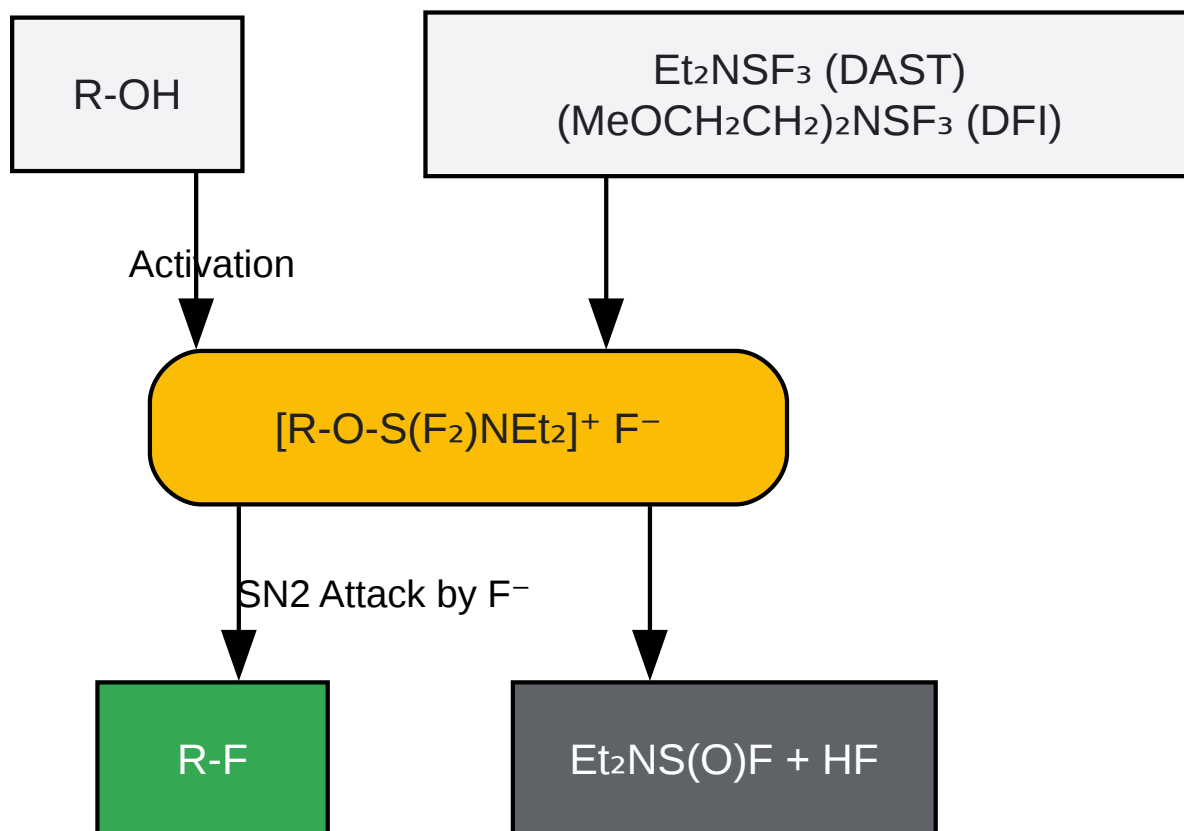 R-OH
Et₂NSF₃ (DAST)
(MeOCH₂CH₂)₂NSF₃ (DFI)
Activation
[R-O-S(F₂)NEt₂]⁺ F⁻
SN2 Attack by F⁻
R-F
Et₂NS(O)F + HF